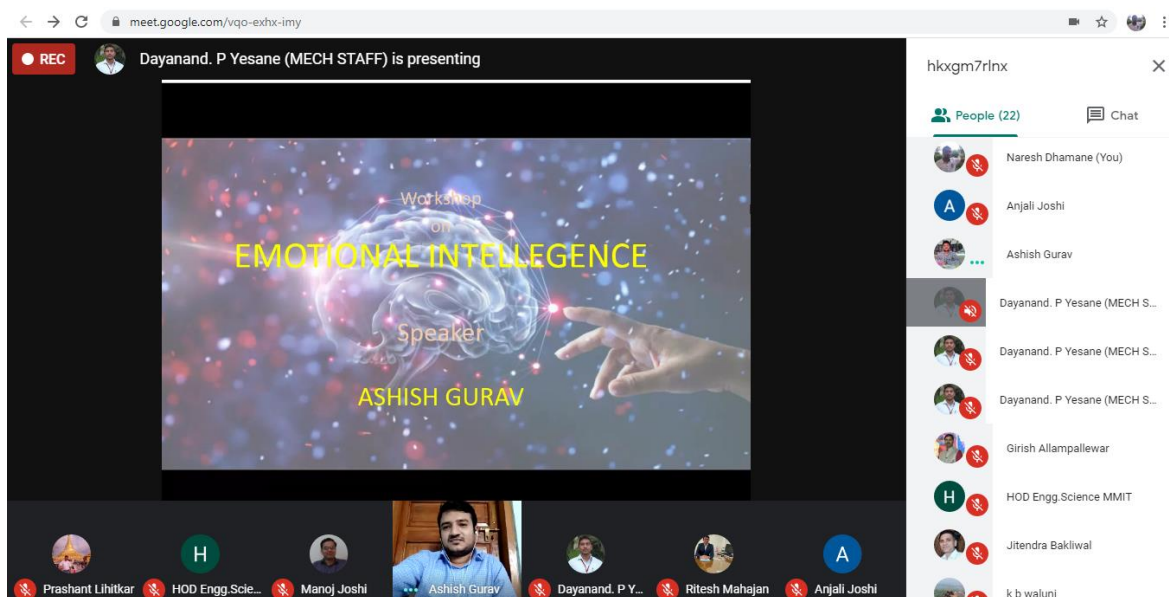 meet.google.com/vqo-exhx-imy
REC
Dayanand. P Yesane (MECH STAFF) is presenting
Workshop
on
EMOTIONAL INTELLEGENCE
Speaker
ASHISH GURAV
Prashant Lihitkar
H
HOD Engg.Scie...
Manoj Joshi
Ashish Gurav
Dayanand. P Y...
Ritesh Mahajan
A
Anjali Joshi
hkxgm7rlnx
People (22)
Chat
Naresh Dhamane (You)
A
Anjali Joshi
Ashish Gurav
Dayanand. P Yesane (MECH S...
Dayanand. P Yesane (MECH S...
Dayanand. P Yesane (MECH S...
Girish Allampallewar
H
HOD Engg.Science MMIT
Jitendra Bakliwal
k b waluni